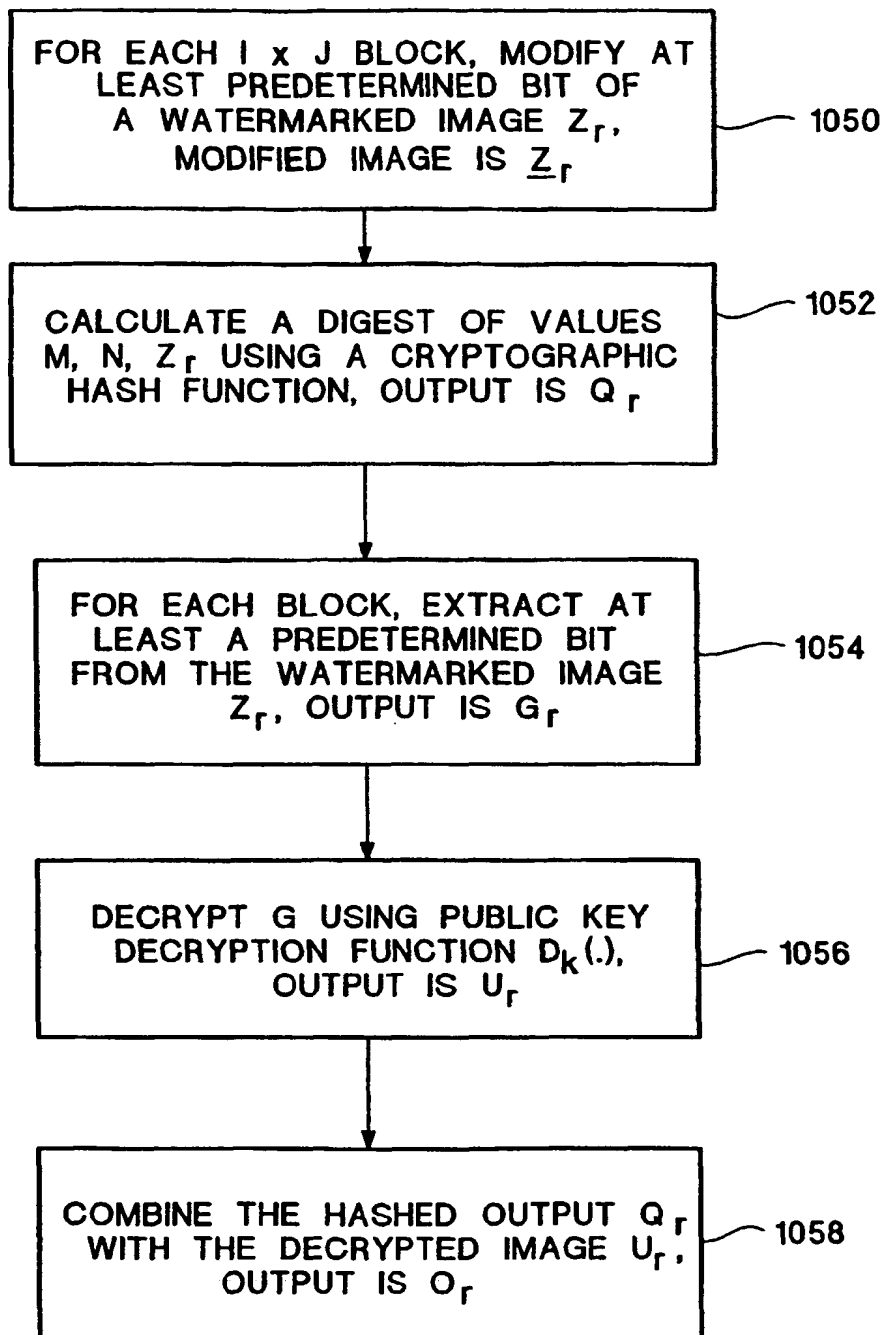 FOR EACH I x J BLOCK, MODIFY AT
LEAST PREDETERMINED BIT OF
A WATERMARKED IMAGE Zr,
MODIFIED IMAGE IS Zr
1050
CALCULATE A DIGEST OF VALUES
M, N, Zr USING A CRYPTOGRAPHIC
HASH FUNCTION, OUTPUT IS Qr
1052
FOR EACH BLOCK, EXTRACT AT
LEAST A PREDETERMINED BIT
FROM THE WATERMARKED IMAGE
Zr, OUTPUT IS Gr
1054
DECRYPT G USING PUBLIC KEY
DECRYPTION FUNCTION Dk(.),
OUTPUT IS Ur
1056
COMBINE THE HASHED OUTPUT Qr
WITH THE DECRYPTED IMAGE Ur,
OUTPUT IS Or
1058